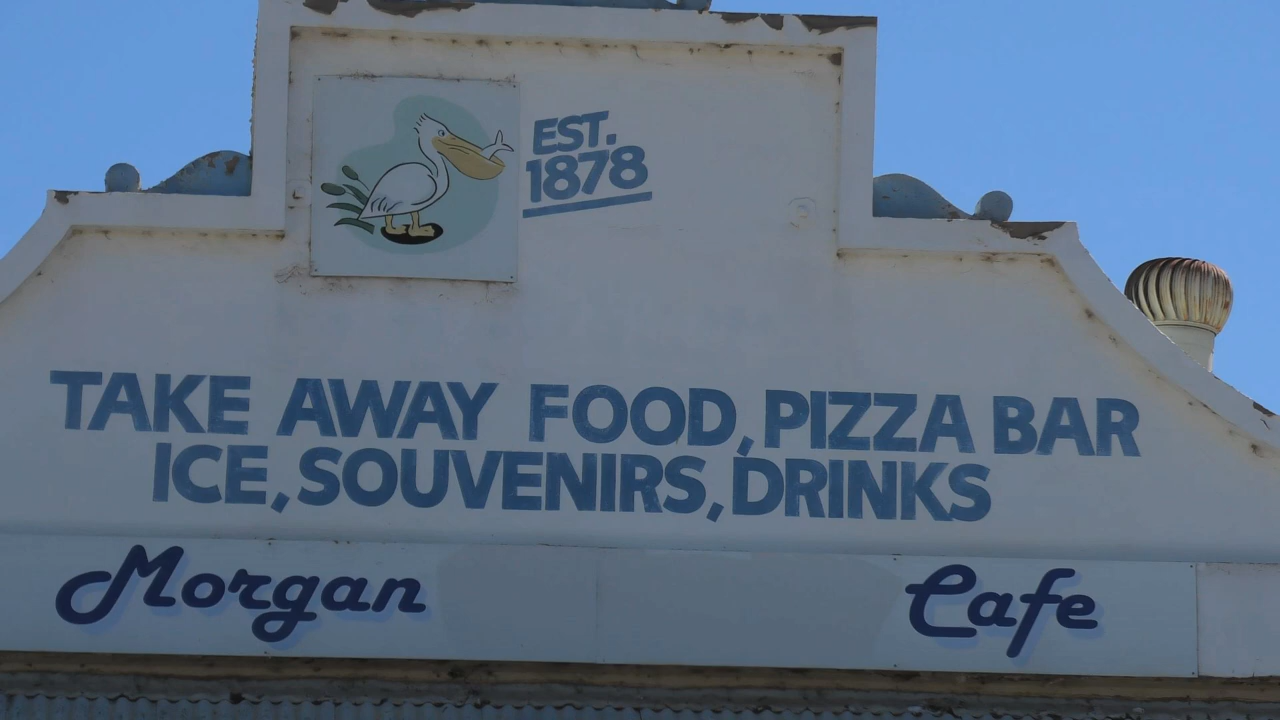 EST.
1878
TAKE AWAY FOOD, PIZZA BAR
ICE, SOUVENIRS, DRINKS
Morgan Cafe